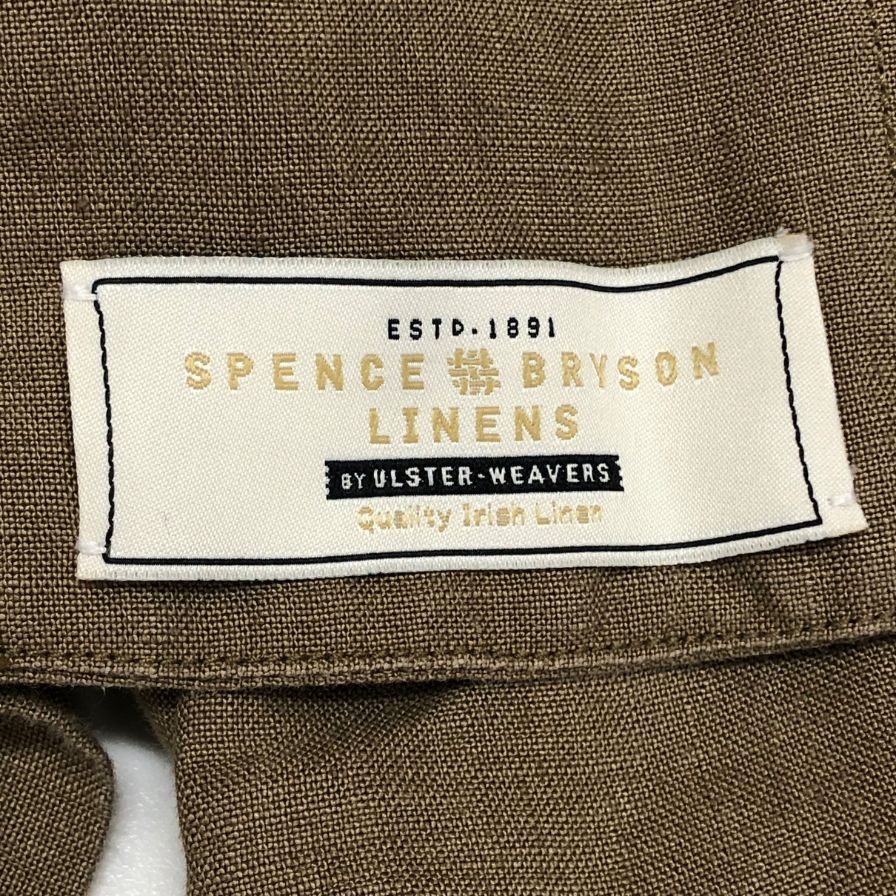 ESTD. 1891
SPENCE BRYSON
LINENS
BY ULSTER-WEAVERS
Quality Irish Linen